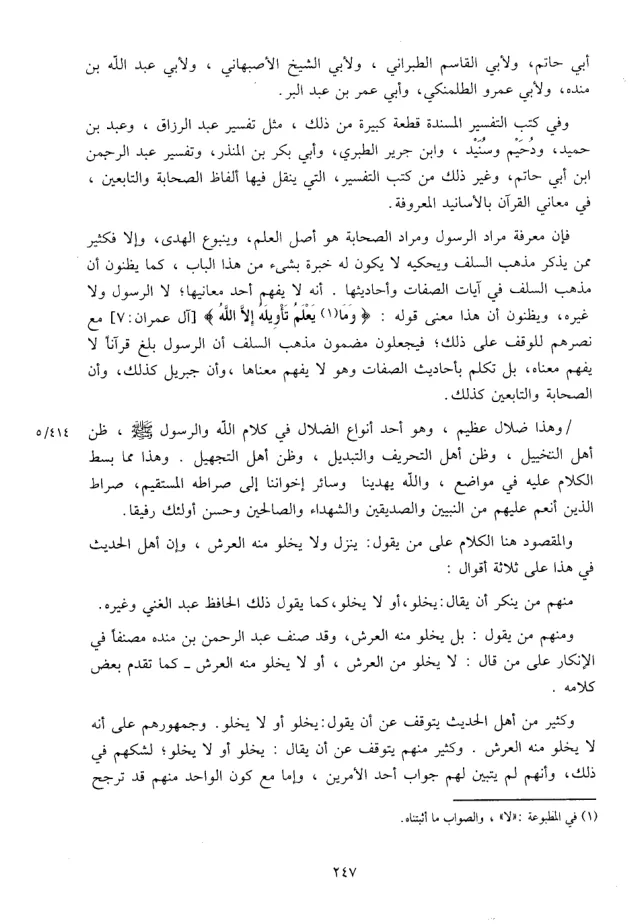 أبي حاتم، ولأبي القاسم الطبراني ، ولأبي الشيخ الأصبهاني ، ولأبي عبد الله بن
منده، ولأبي عمرو الطلمنكي، وأبي عمر بن عبد البر.
وفي كتب التفسير المسندة قطعة كبيرة من ذلك ، مثل تفسير عبد الرزاق ، وعبد بن
حميد، ودُحَيْم وسُنَيْد ، وابن جرير الطبري، وأبي بكر بن المنذر، وتفسير عبد الرحمن
ابن أبي حاتم، وغير ذلك من كتب التفسير، التي ينقل فيها ألفاظ الصحابة والتابعين ،
في معاني القرآن بالأسانيد المعروفة.
فإن معرفة مراد الرسول ومراد الصحابة هو أصل العلم، وينبوع الهدى، وإلا فكثير
ممن يذكر مذهب السلف ويحكيه لا يكون له خبرة بشىء من هذا الباب ، كما يظنون أن
مذهب السلف في آيات الصفات وأحاديثها . أنه لا يفهم أحد معانيها؛ لا الرسول ولا
غيره، ويظنون أن هذا معنى قوله : ﴿ وَمَا(١) يَعْلَمُ تَأْوِيلَهُ إِلاَّ اللَّهُ ﴾ [آل عمران:٧] مع
نصرهم للوقف على ذلك؛ فيجعلون مضمون مذهب السلف أن الرسول بلغ قرآناً لا
يفهم معناه، بل تكلم بأحاديث الصفات وهو لا يفهم معناها ،وأن جبريل كذلك، وأن
الصحابة والتابعين كذلك.
/ وهذا ضلال عظيم ، وهو أحد أنواع الضلال في كلام الله والرسول ﷺ ، ظن ٥/٤١٤
أهل التخييل ، وظن أهل التحريف والتبديل ، وظن أهل التجهيل . وهذا مما بسط
الكلام عليه في مواضع ، والله يهدينا وسائر إخواننا إلى صراطه المستقيم، صراط
الذين أنعم عليهم من النبيين والصديقين والشهداء والصالحين وحسن أولئك رفيقا.
والمقصود هنا الكلام على من يقول: ينزل ولا يخلو منه العرش ، وإن أهل الحديث
في هذا على ثلاثة أقوال :
منهم من ينكر أن يقال:يخلو،أو لا يخلو،كما يقول ذلك الحافظ عبد الغني وغيره.
ومنهم من يقول : بل يخلو منه العرش، وقد صنف عبد الرحمن بن منده مصنفاً في
الإنكار على من قال : لا يخلو من العرش ، أو لا يخلو منه العرش ـ كما تقدم بعض
كلامه .
وكثير من أهل الحديث يتوقف عن أن يقول:يخلو أو لا يخلو. وجمهورهم على أنه
لا يخلو منه العرش . وكثير منهم يتوقف عن أن يقال : يخلو أو لا يخلو؛ لشكهم في
ذلك، وأنهم لم يتبين لهم جواب أحد الأمرين ، وإما مع كون الواحد منهم قد ترجح
(١) في المطبوعة :«لا» ، والصواب ما أثبتناه.
٢٤٧